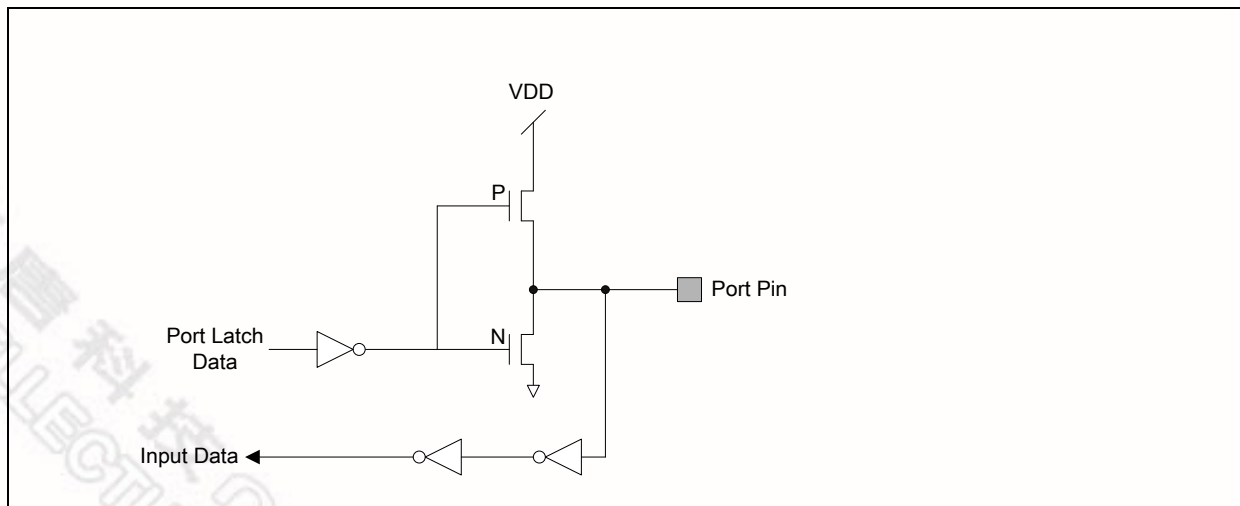 VDD
P
Port Pin
N
Port Latch
Data
Input Data